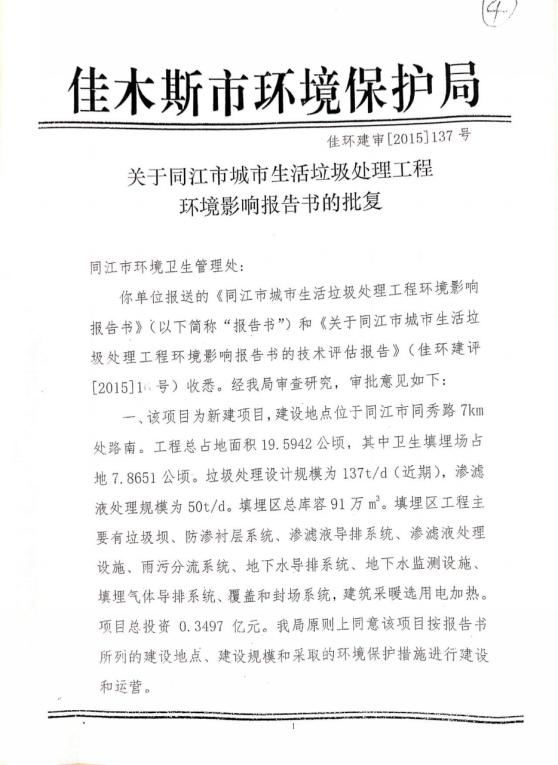 (4)
佳木斯市环境保护局
佳环建审[2015]137 号
关于同江市城市生活垃圾处理工程
环境影响报告书的批复
同江市环境卫生管理处：
你单位报送的《同江市城市生活垃圾处理工程环境影响
报告书》（以下简称“报告书”）和《关于同江市城市生活垃
圾处理工程环境影响报告书的技术评估报告》（佳环建评
[2015]1 号）收悉。经我局审查研究，审批意见如下：
一、该项目为新建项目，建设地点位于同江市同秀路 7km
处路南。工程总占地面积 19.5942 公顷，其中卫生填埋场占
地 7.8651 公顷。垃圾处理设计规模为 137t/d（近期），渗滤
液处理规模为 50t/d。填埋区总库容 91 万 m³。填埋区工程主
要有垃圾坝、防渗衬层系统、渗滤液导排系统、渗滤液处理
设施、雨污分流系统、地下水导排系统、地下水监测设施、
填埋气体导排系统、覆盖和封场系统，建筑采暖选用电加热。
项目总投资 0.3497 亿元。我局原则上同意该项目按报告书
所列的建设地点、建设规模和采取的环境保护措施进行建设
和运营。
1